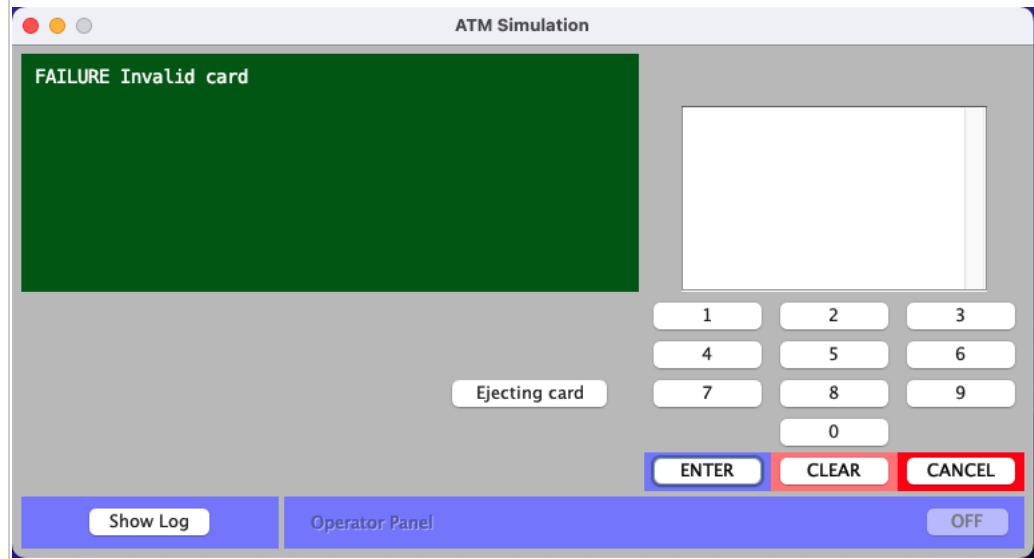 ATM Simulation
FAILURE Invalid card
1 2 3
4 5 6
Ejecting card 7 8 9
0
ENTER CLEAR CANCEL
Show Log Operator Panel OFF